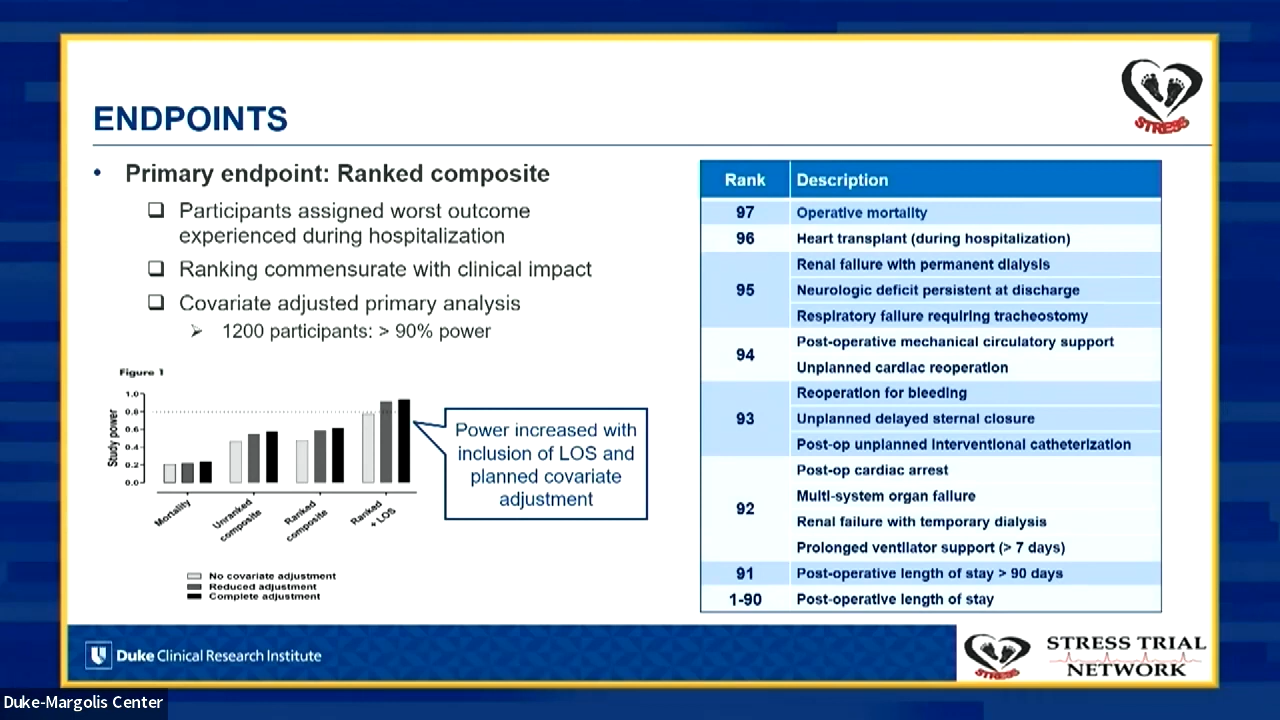 STRESS
ENDPOINTS
• Primary endpoint: Ranked composite
❑ Participants assigned worst outcome
experienced during hospitalization
❑ Ranking commensurate with clinical impact
❑ Covariate adjusted primary analysis
➢ 1200 participants: > 90% power
Figure 1
Study power
1.0
0.8
0.6
0.4
0.2
0.0
Mortality
Unranked
composite
Ranked
composite
Ranked
+ LOS
No covariate adjustment
Reduced adjustment
Complete adjustment
Power increased with
inclusion of LOS and
planned covariate
adjustment
Rank Description
97 Operative mortality
96 Heart transplant (during hospitalization)
95
Renal failure with permanent dialysis
Neurologic deficit persistent at discharge
Respiratory failure requiring tracheostomy
94
Post-operative mechanical circulatory support
Unplanned cardiac reoperation
93
Reoperation for bleeding
Unplanned delayed sternal closure
Post-op unplanned interventional catheterization
92
Post-op cardiac arrest
Multi-system organ failure
Renal failure with temporary dialysis
Prolonged ventilator support (> 7 days)
91 Post-operative length of stay > 90 days
1-90 Post-operative length of stay
Duke Clinical Research Institute
STRESS
STRESS TRIAL
NETWORK
Duke-Margolis Center